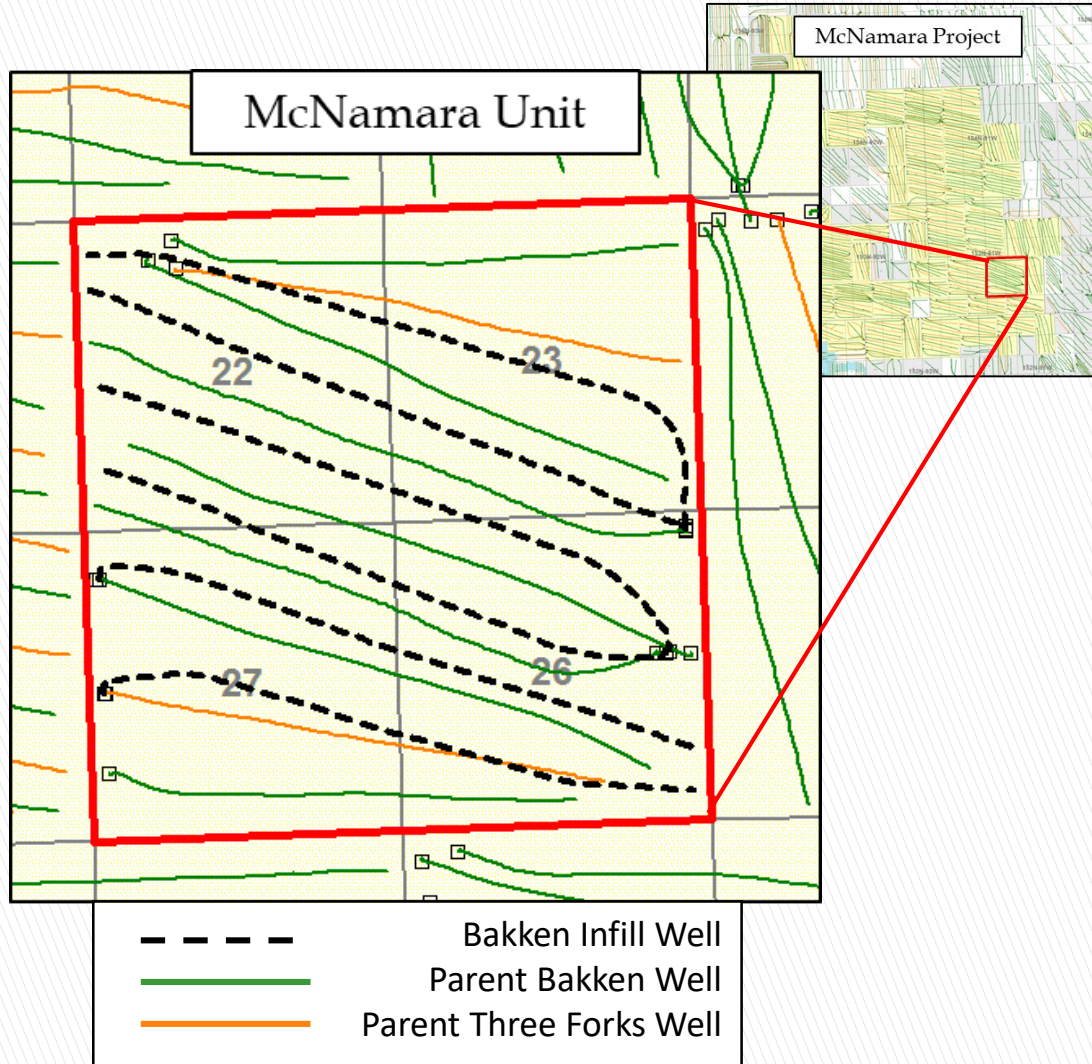 McNamara Project
McNamara Unit
22
23
27
26
Bakken Infill Well
Parent Bakken Well
Parent Three Forks Well